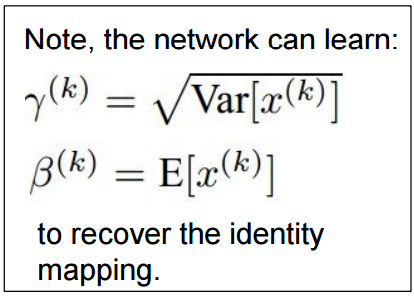 Note, the network can learn:
γ^(k) = √Var[x^(k)]
β^(k) = E[x^(k)]
to recover the identity
mapping.